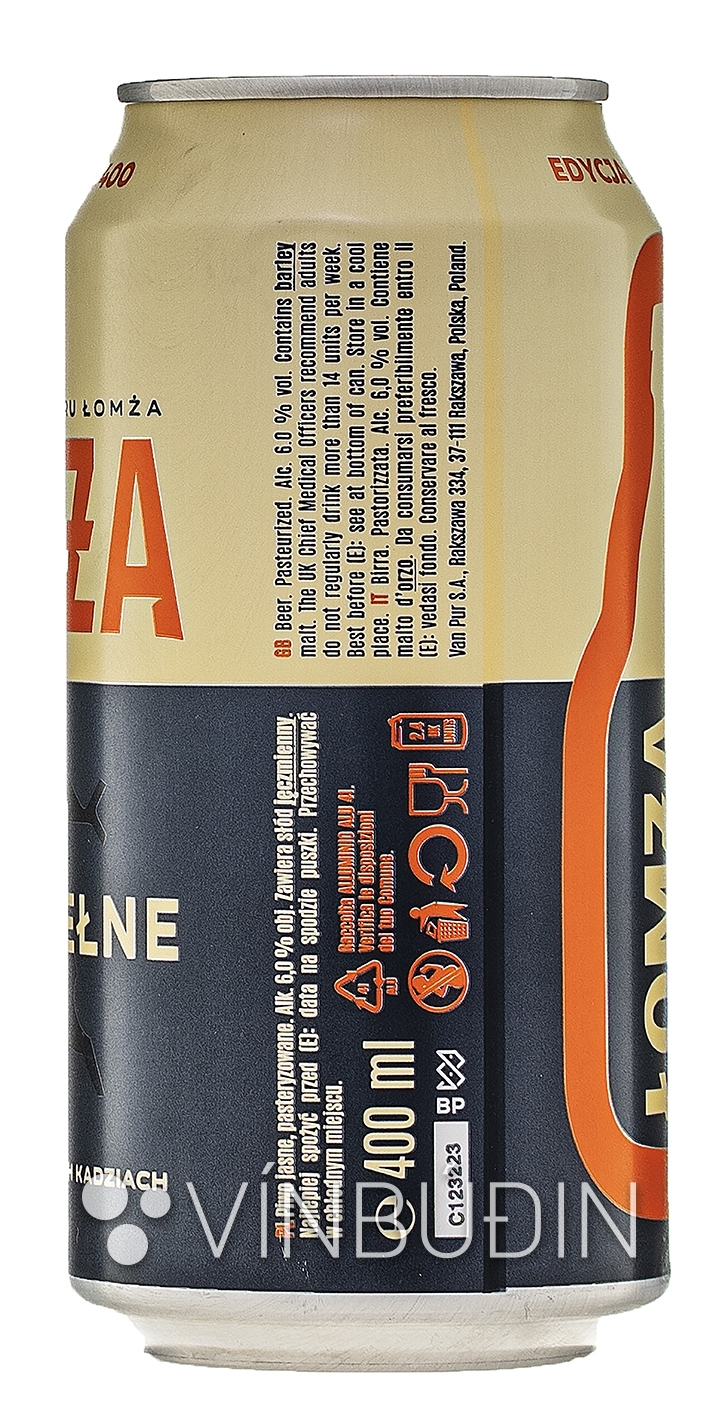 400
EDYCJA
RU ŁOMŻA
ŻA
EŁNE
H KADZIACH
GB Beer. Pasteurized. Alc. 6.0 % vol. Contains barley
malt. The UK Chief Medical Officers recommend adults
do not regularly drink more than 14 units per week.
Best before (E): see at bottom of can. Store in a cool
place. IT Birra. Pastorizzata. Alc. 6,0 % vol. Contiene
malto d'orzo. Da consumarsi preferibilmente entro il
(E): vedasi fondo. Conservare al fresco.
Van Pur S.A., Rakszawa 334, 37-111 Rakszawa, Polska, Poland.
PL Piwo jasne, pasteryzowane. Alk. 6,0 % obj. Zawiera słód jęczmienny.
Najlepiej spożyć przed (E): data na spodzie puszki. Przechowywać
w chłodnym miejscu.
41
ALU
Raccolta ALLUMINIO ALU 41.
Verifica le disposizioni
del tuo Comune.
2.4
UK
UNITS
e 400 ml
BP
C123223
ŁOMŻA
VÍNBÚÐIN